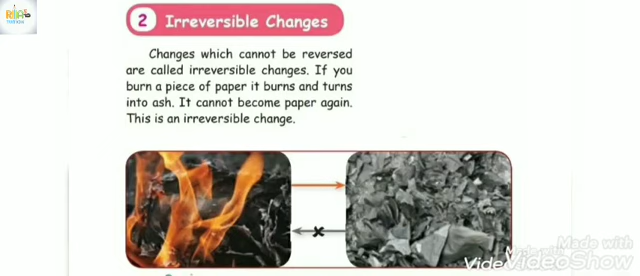 2 Irreversible Changes
Changes which cannot be reversed
are called irreversible changes. If you
burn a piece of paper it burns and turns
into ash. It cannot become paper again.
This is an irreversible change.
Made with
VideoShow